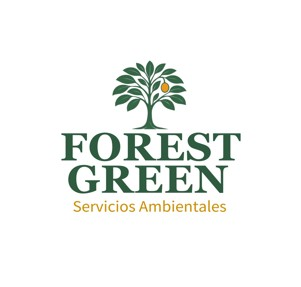 FOREST
GREEN
Servicios Ambientales